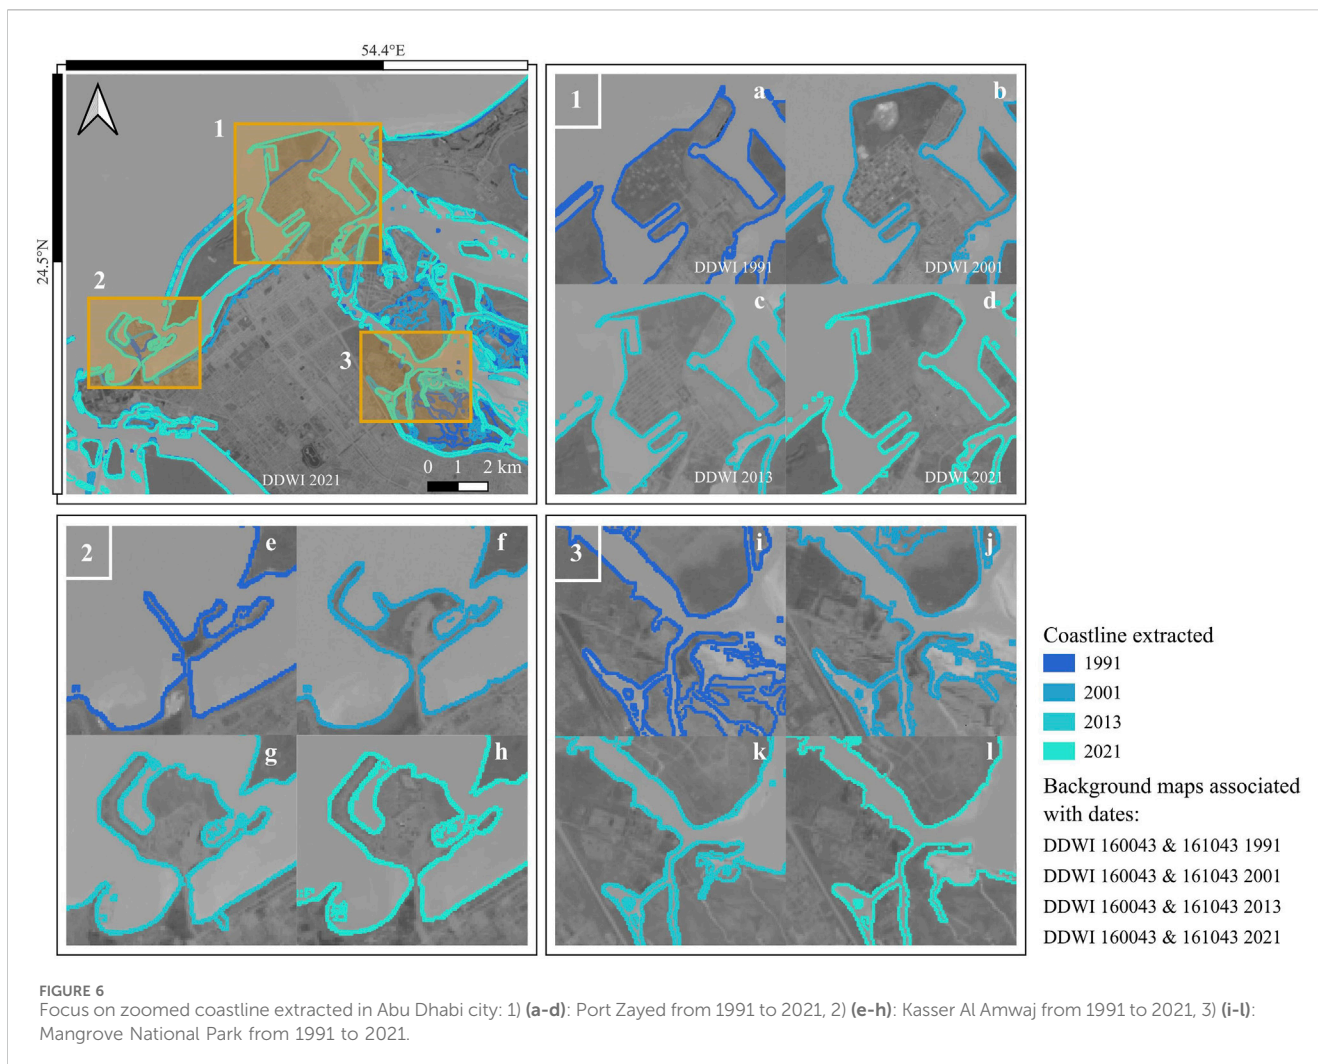 54.4°E
24.5°N
1
2
3
0 1 2 km
DDWI 2021
1
a
b
DDWI 1991
DDWI 2001
c
d
DDWI 2013
DDWI 2021
2
e
f
g
h
3
i
j
k
l
Coastline extracted
1991
2001
2013
2021
Background maps associated
with dates:
DDWI 160043 & 161043 1991
DDWI 160043 & 161043 2001
DDWI 160043 & 161043 2013
DDWI 160043 & 161043 2021
FIGURE 6
Focus on zoomed coastline extracted in Abu Dhabi city: 1) (a-d): Port Zayed from 1991 to 2021, 2) (e-h): Kasser Al Amwaj from 1991 to 2021, 3) (i-l):
Mangrove National Park from 1991 to 2021.